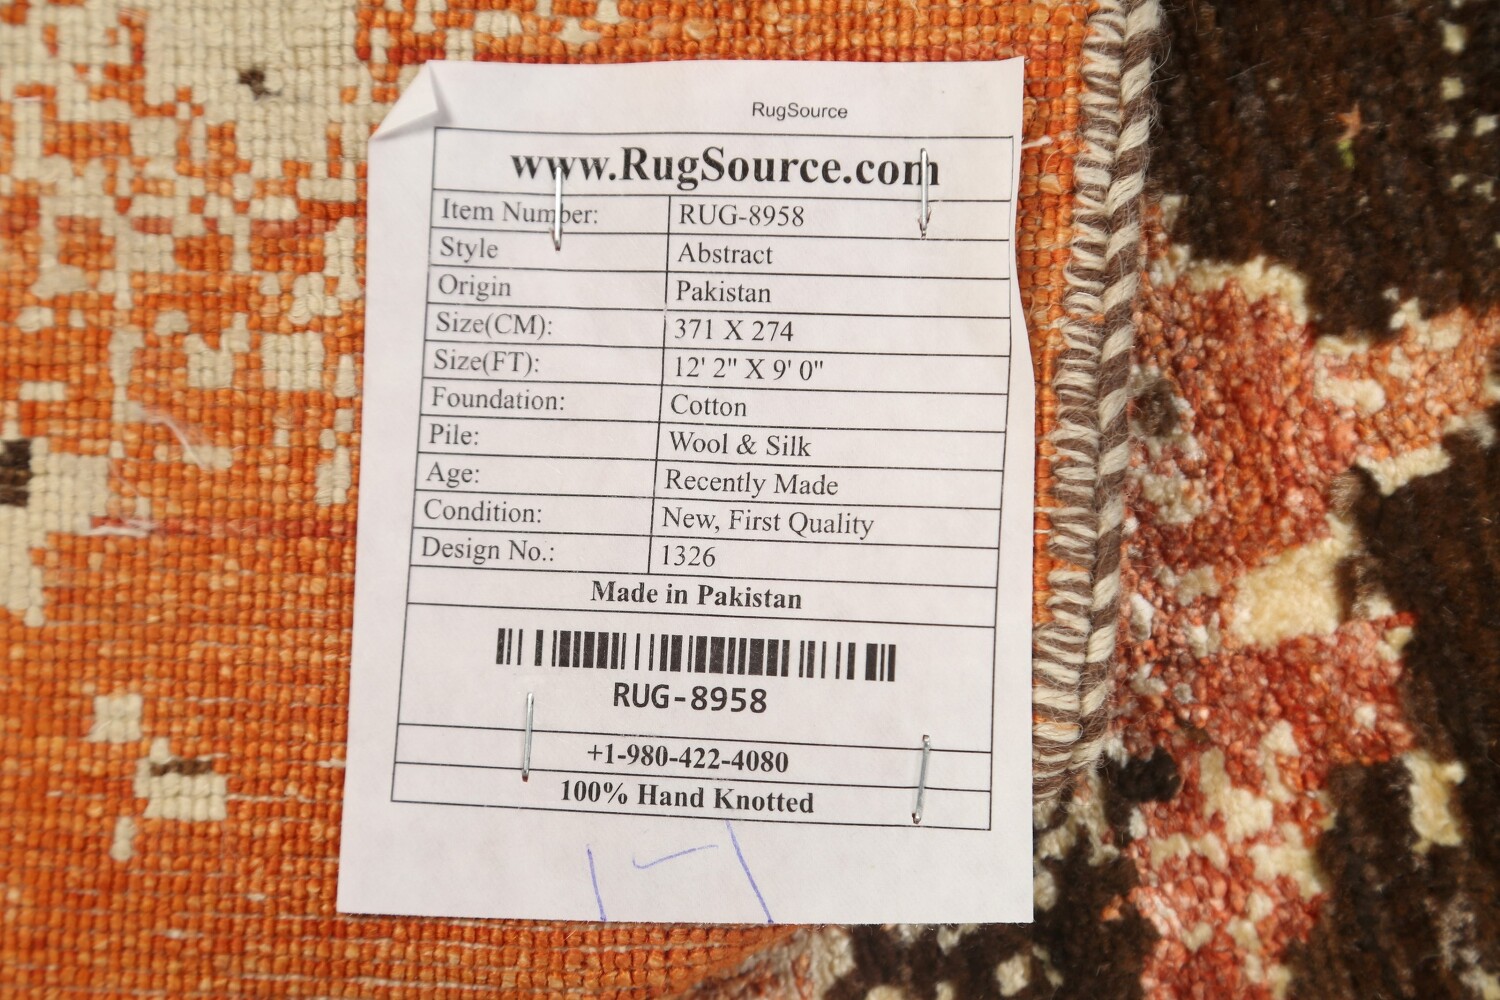 RugSource
www.RugSource.com
Item Number: RUG-8958
Style Abstract
Origin Pakistan
Size(CM): 371 X 274
Size(FT): 12' 2" X 9' 0"
Foundation: Cotton
Pile: Wool & Silk
Age: Recently Made
Condition: New, First Quality
Design No.: 1326
Made in Pakistan
RUG-8958
+1-980-422-4080
100% Hand Knotted